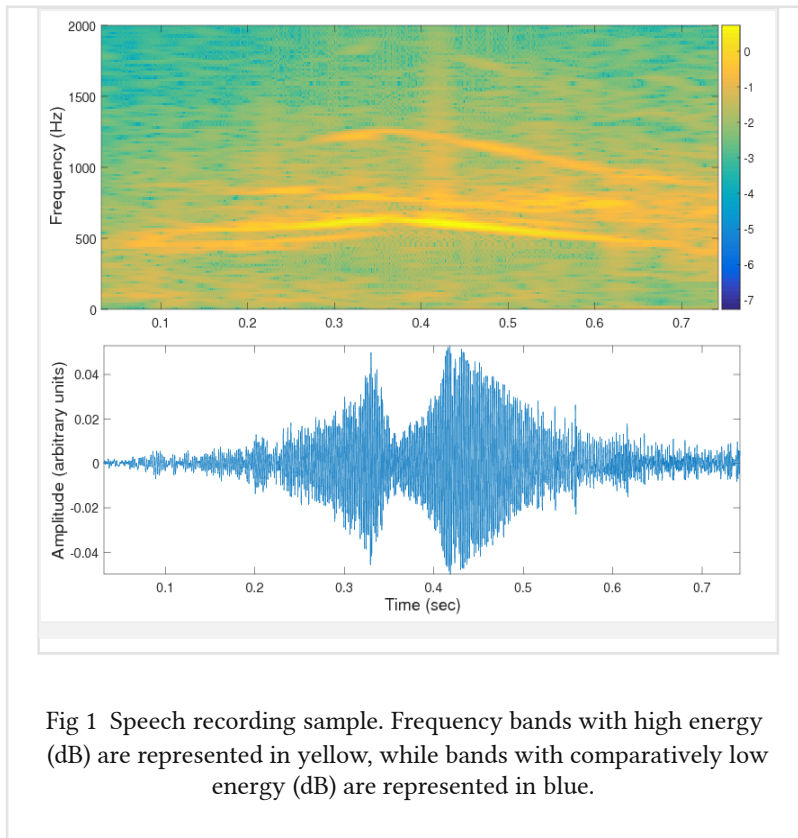 2000
1500
1000
500
0
Frequency (Hz)
0.1 0.2 0.3 0.4 0.5 0.6 0.7
0
-1
-2
-3
-4
-5
-6
-7
0.04
0.02
0
-0.02
-0.04
Amplitude (arbitrary units)
0.1 0.2 0.3 0.4 0.5 0.6 0.7
Time (sec)
Fig 1 Speech recording sample. Frequency bands with high energy
(dB) are represented in yellow, while bands with comparatively low
energy (dB) are represented in blue.